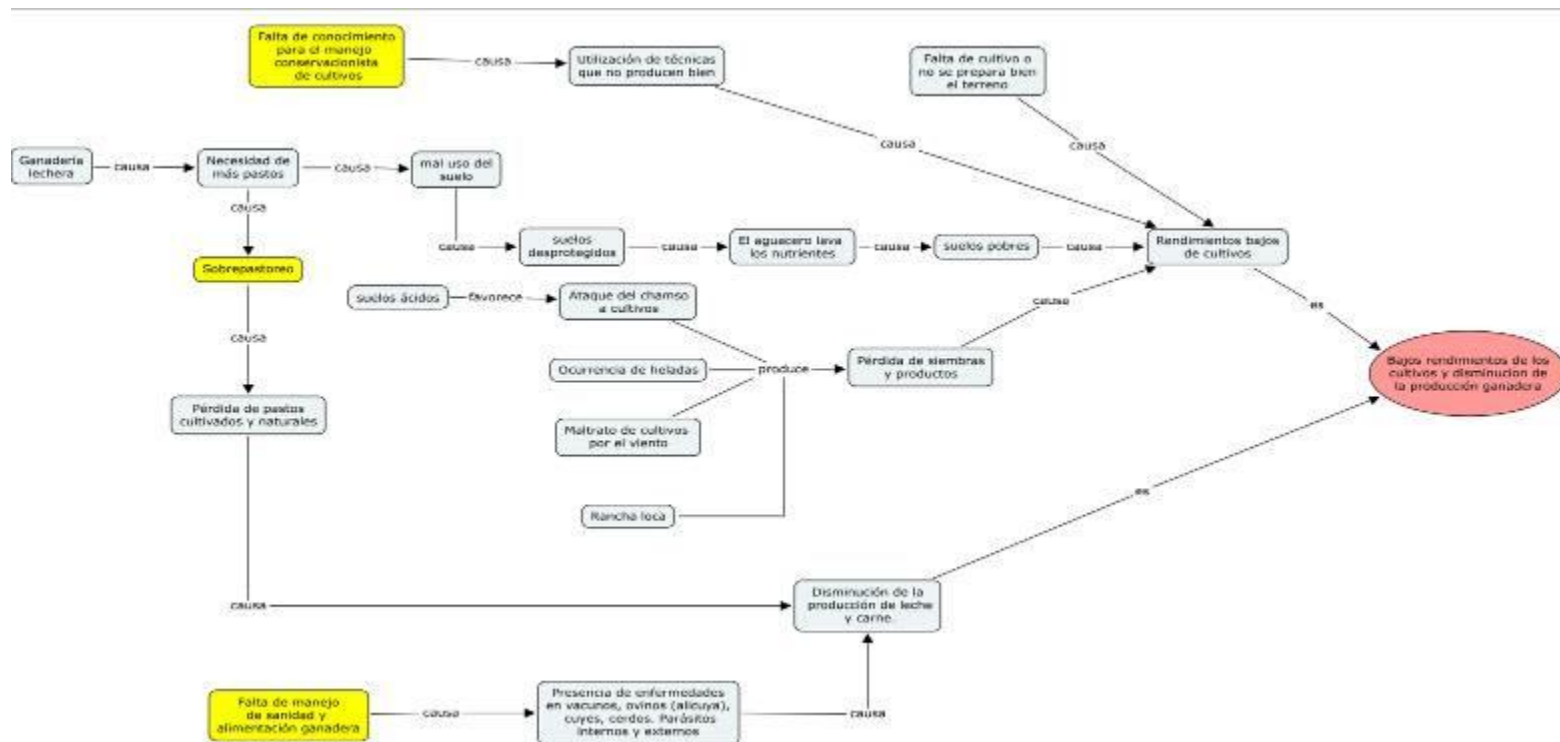 Falta de conocimiento
para el manejo
conservacionista
de cultivos
causa
Utilización de técnicas
que no producen bien
causa
Falta de cultivo o
no se prepara bien
el terreno
causa
Ganadería
lechera
causa
Necesidad de
más pastos
causa
mal uso del
suelo
causa
causa
suelos
desprotegidos
causa
El aguacero lava
los nutrientes
causa
suelos pobres
causa
Rendimientos bajos
de cultivos
es
Sobrepastoreo
causa
suelos ácidos
favorece
Ataque del chamso
a cultivos
Ocurrencia de heladas
produce
Pérdida de siembras
y productos
cause
Maltrato de cultivos
por el viento
Rancha loca
Bajos rendimientos de los
cultivos y disminucion de
la producción ganadera
Pérdida de pastos
cultivados y naturales
causa
Disminución de la
producción de leche
y carne.
es
Falta de manejo
de sanidad y
alimentación ganadera
causa
Presencia de enfermedades
en vacunos, ovinos (alicuya),
cuyes, cerdos. Parásitos
internos y externos
causa